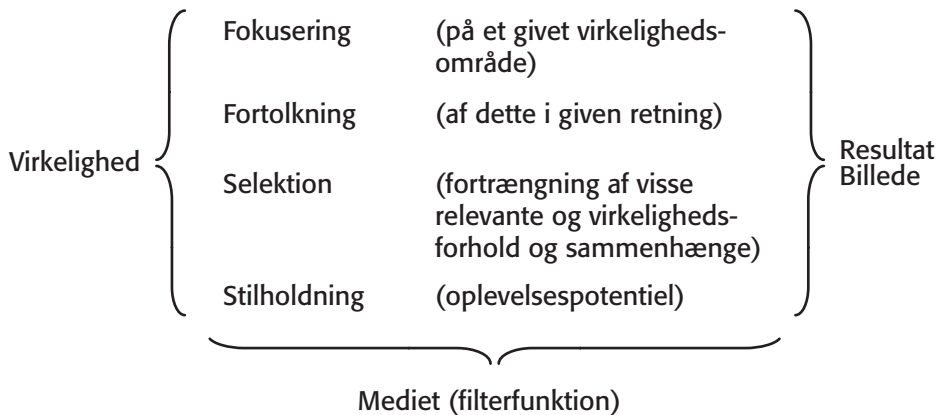 Fokusering (på et givet virkeligheds-
område)
Fortolkning (af dette i given retning)
Virkelighed
Resultat
Billede
Selektion (fortrængning af visse
relevante og virkeligheds-
forhold og sammenhænge)
Stilholdning (oplevelsespotentiel)
Mediet (filterfunktion)